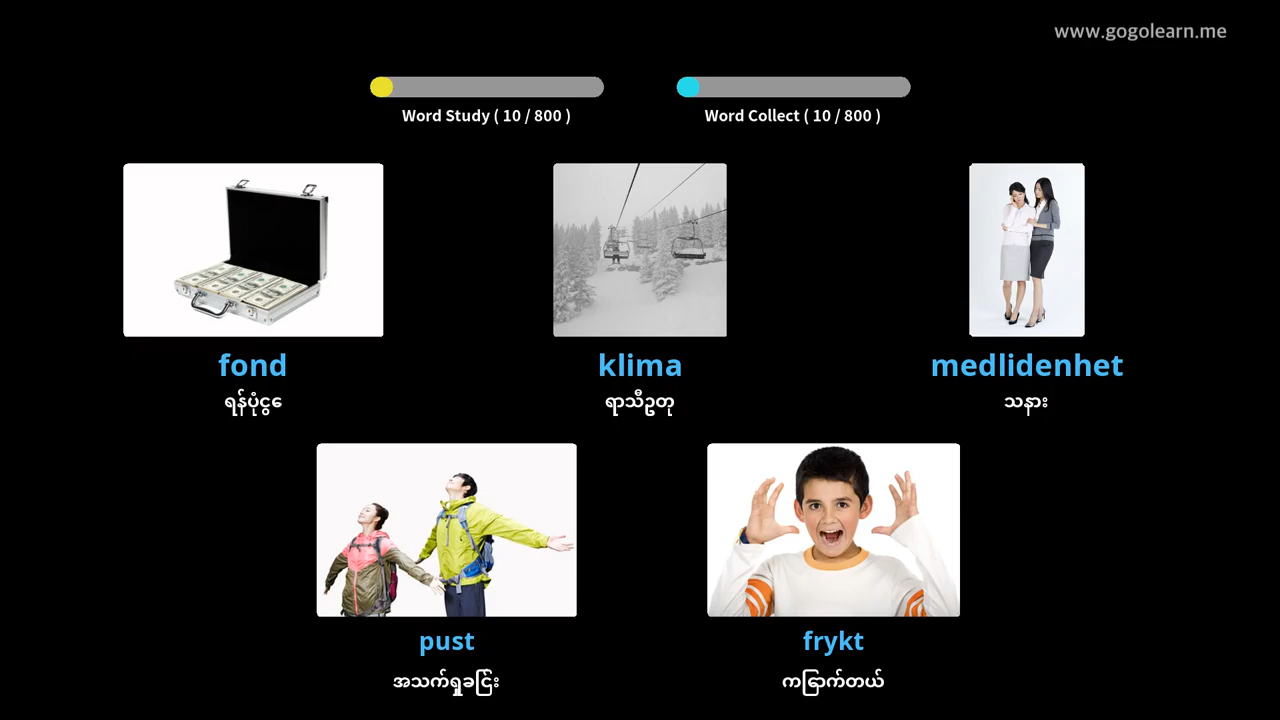 www.gogolearn.me
Word Study ( 10 / 800 )
Word Collect ( 10 / 800 )
fond
ရန်ပုံငွေ
klima
ရာသီဥတု
medlidenhet
သနား
pust
အသက်ရှုခြင်း
frykt
ကြောက်တယ်